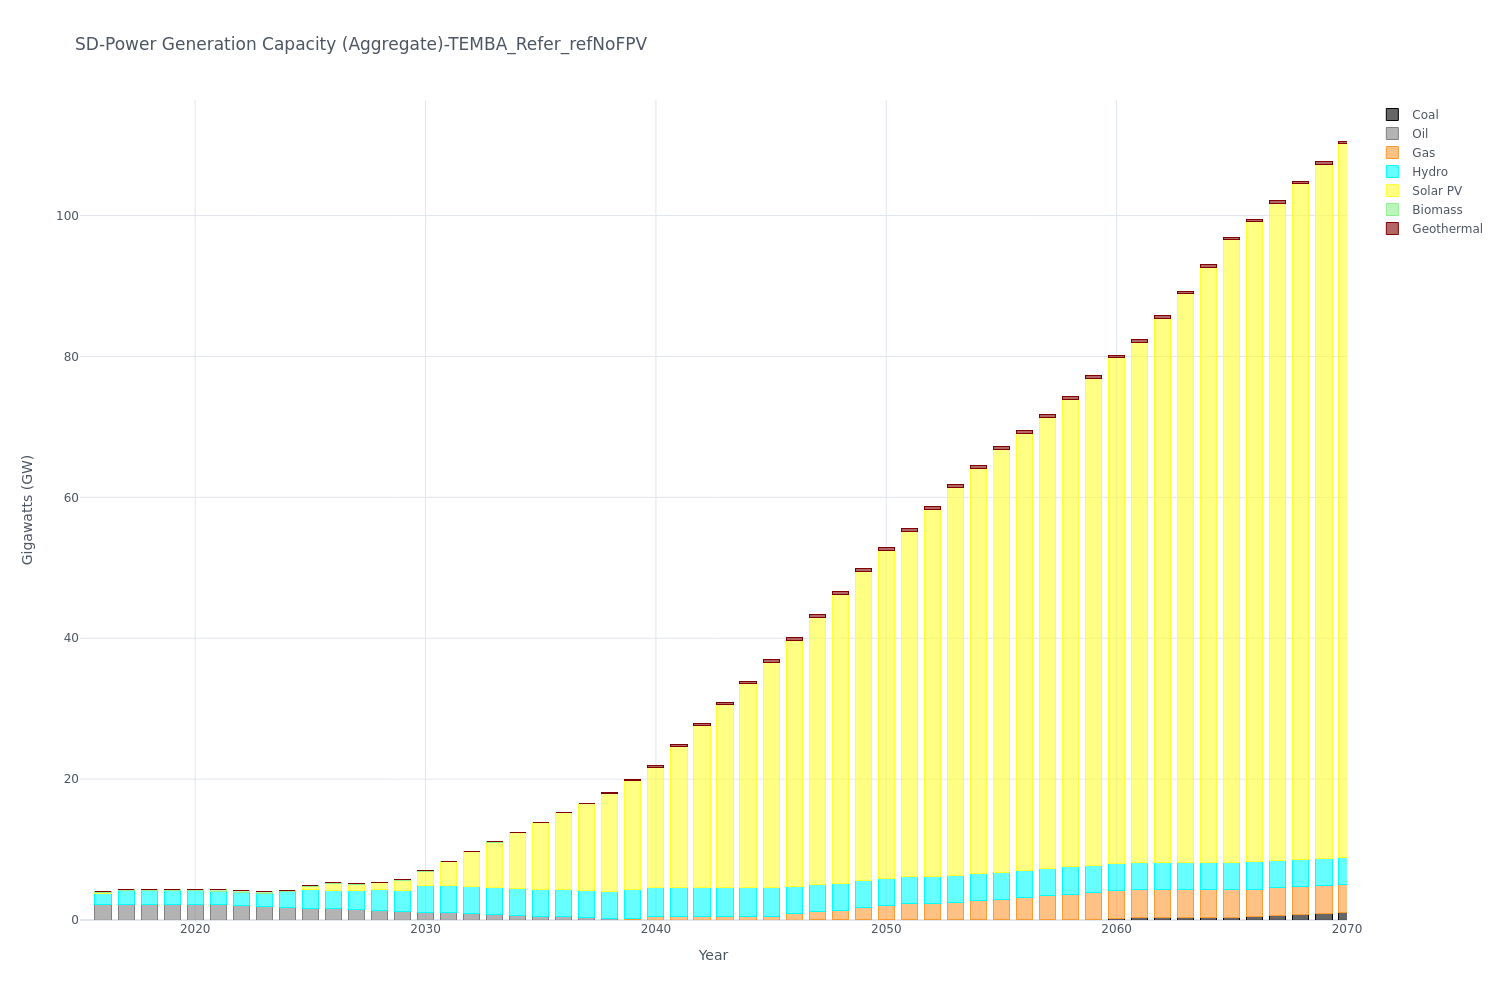 SD-Power Generation Capacity (Aggregate)-TEMBA_Refer_refNoFPV
Coal
Oil
Gas
Hydro
Solar PV
Biomass
Geothermal
100
80
60
40
20
0
Gigawatts (GW)
2020
2030
2040
2050
2060
2070
Year